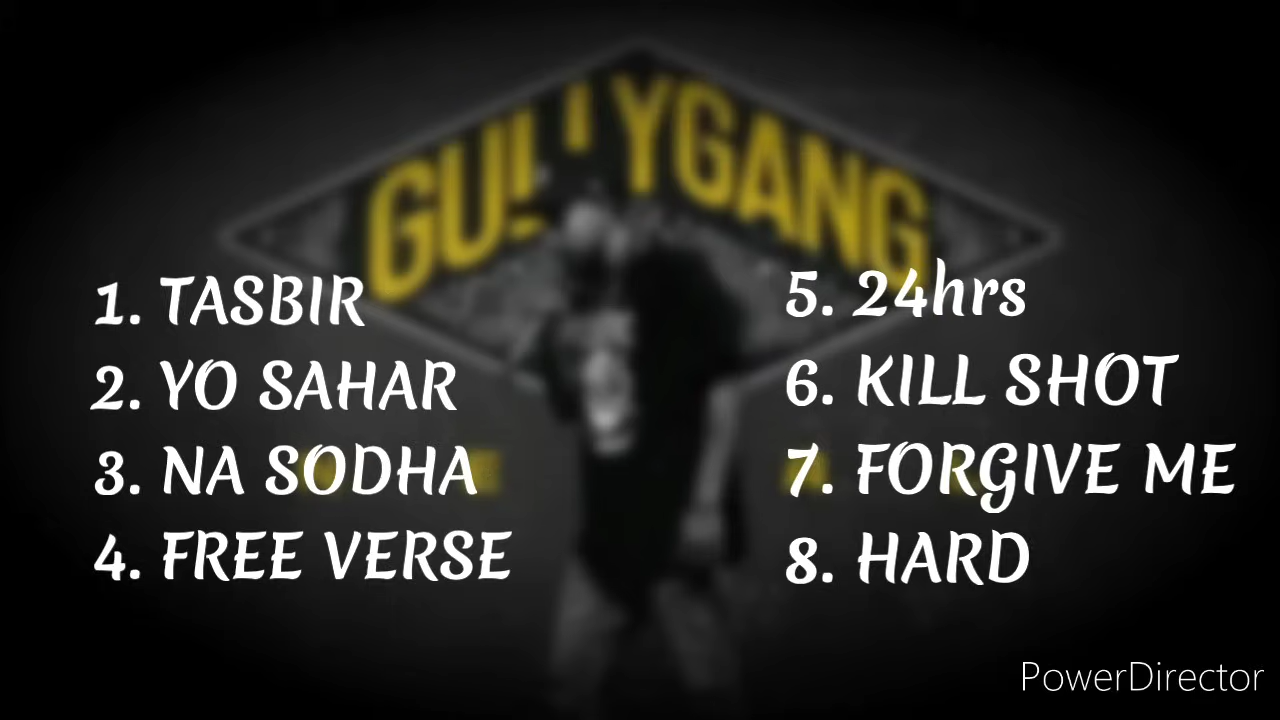 GULLYGANG
1. TASBIR
2. YO SAHAR
3. NA SODHA
4. FREE VERSE
5. 24hrs
6. KILL SHOT
7. FORGIVE ME
8. HARD
PowerDirector